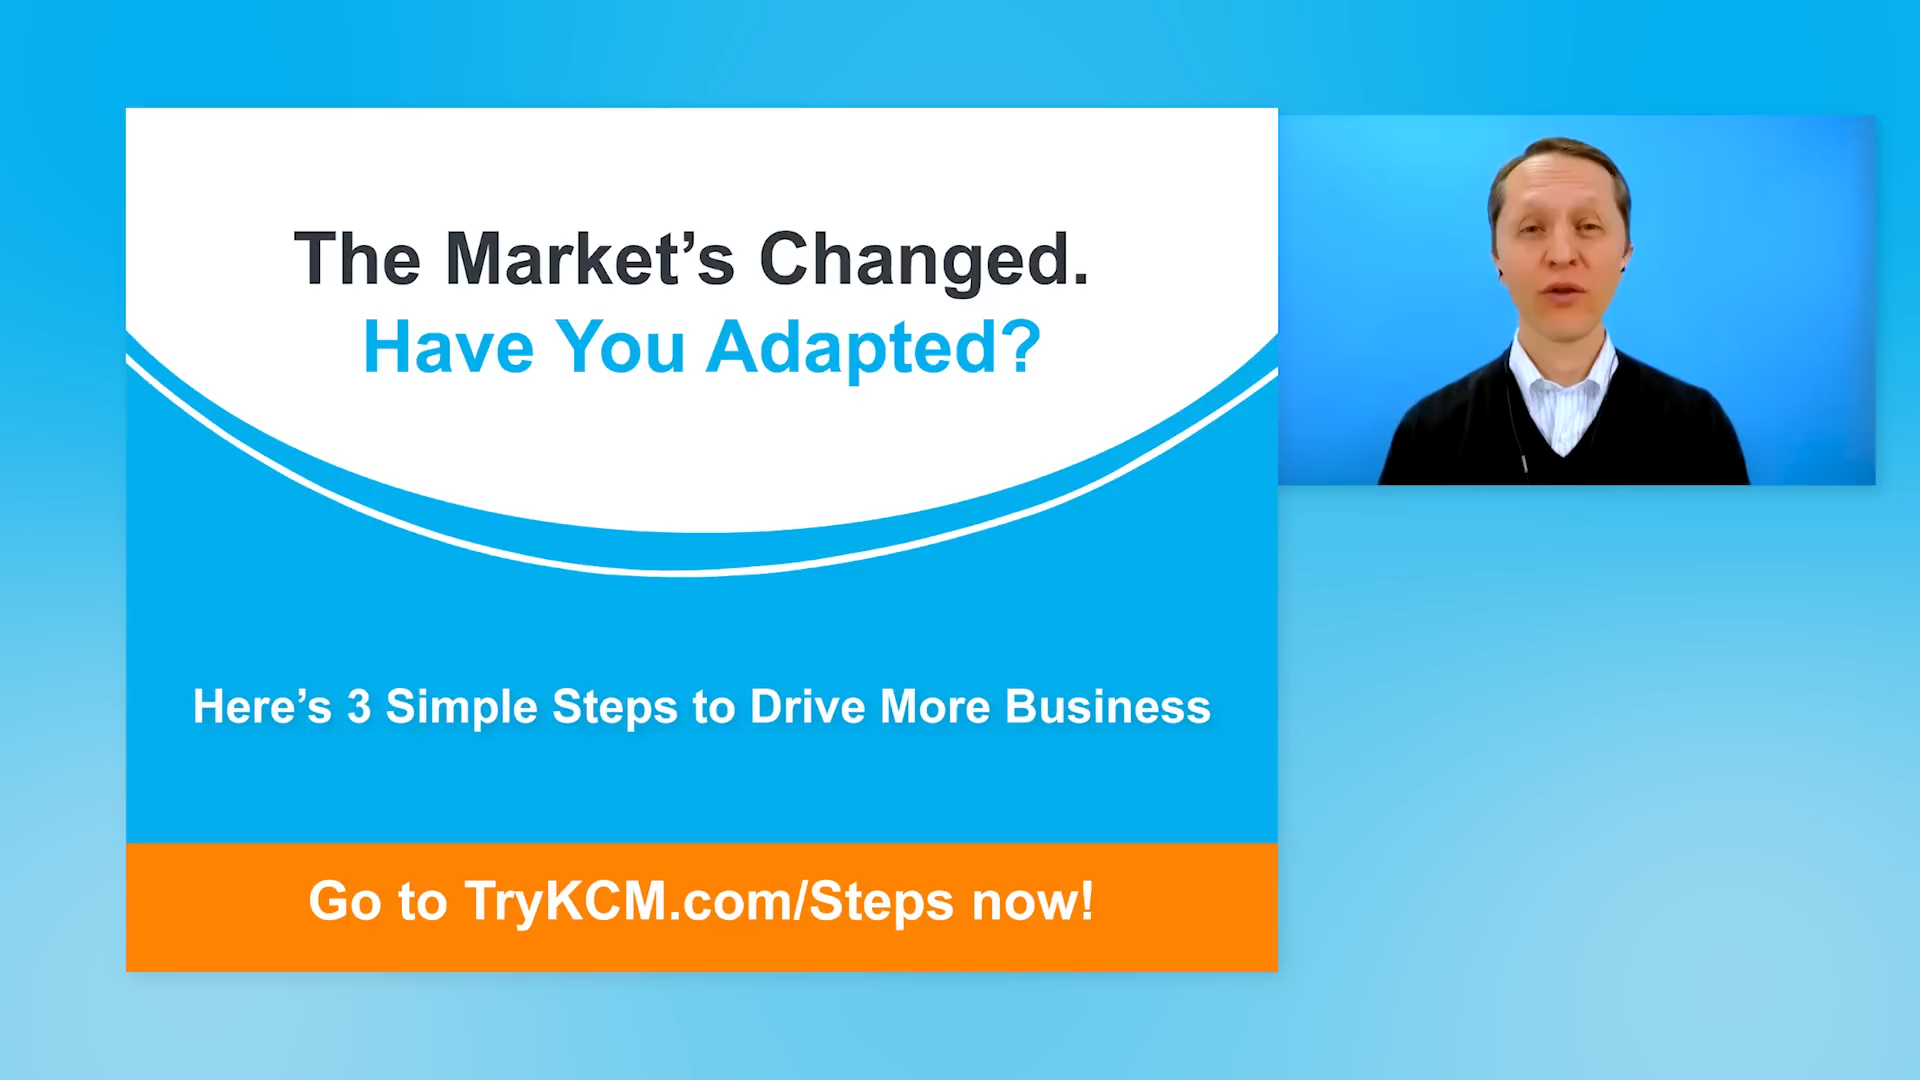 The Market’s Changed.
Have You Adapted?
Here’s 3 Simple Steps to Drive More Business
Go to TryKCM.com/Steps now!